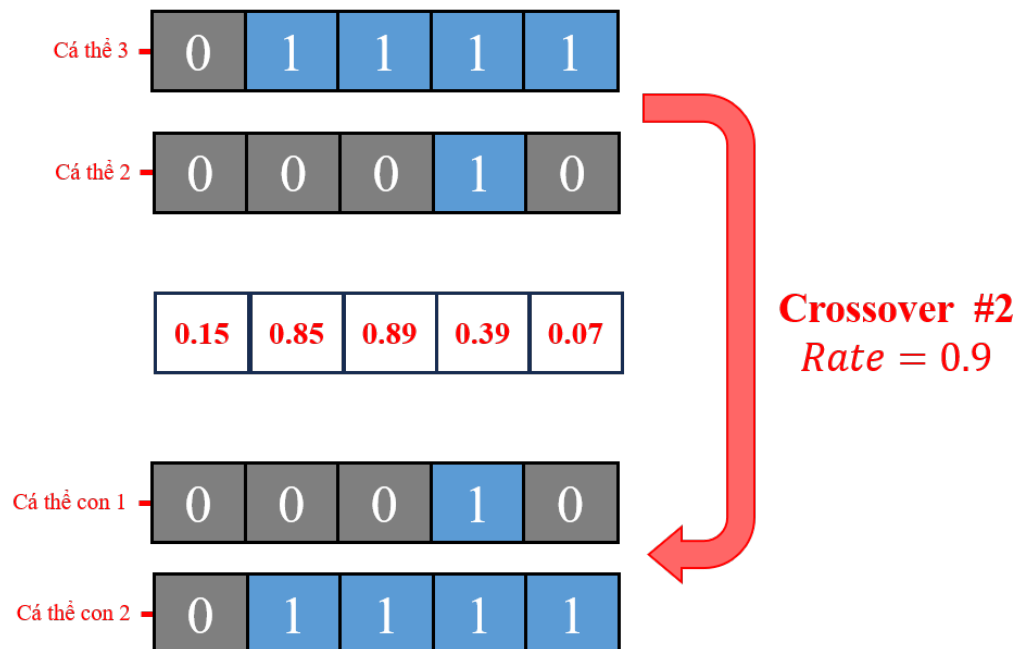 Cá thể 3 0 1 1 1 1
Cá thể 2 0 0 0 1 0
0.15 0.85 0.89 0.39 0.07
Crossover #2
Rate = 0.9
Cá thể con 1 0 0 0 1 0
Cá thể con 2 0 1 1 1 1